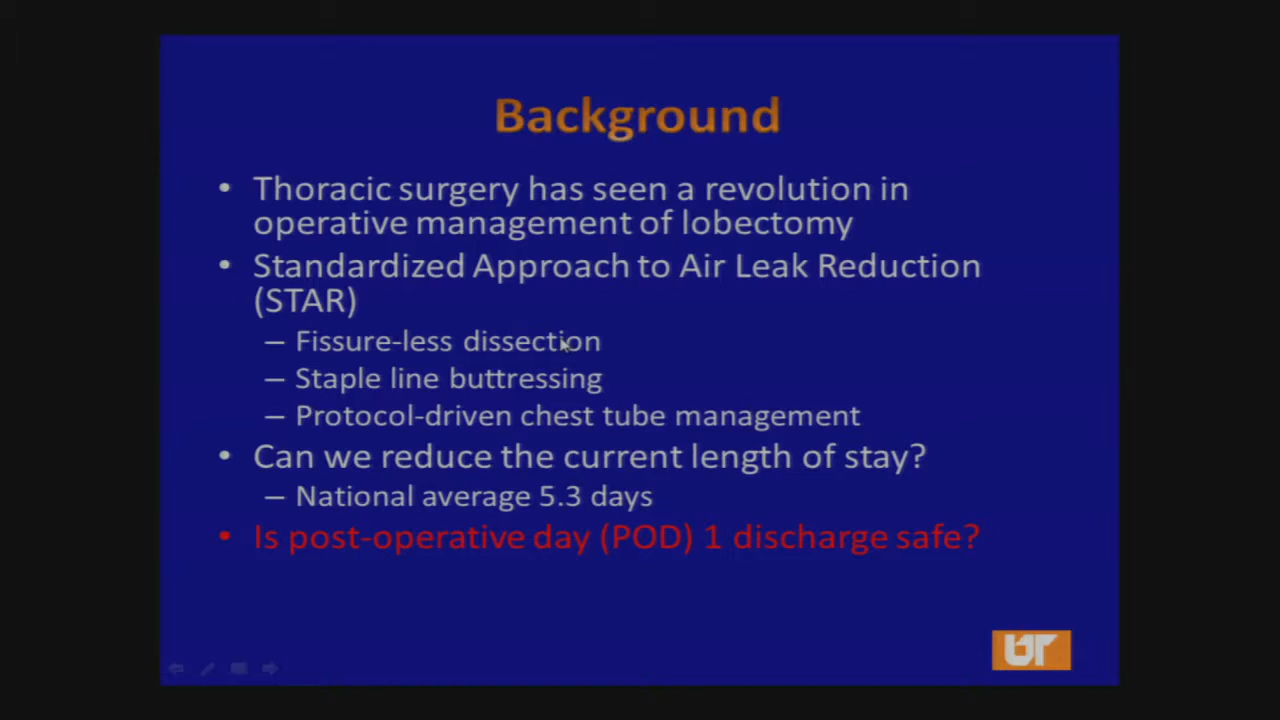 Background
• Thoracic surgery has seen a revolution in
operative management of lobectomy
• Standardized Approach to Air Leak Reduction
(STAR)
– Fissure-less dissection
– Staple line buttressing
– Protocol-driven chest tube management
• Can we reduce the current length of stay?
– National average 5.3 days
• Is post-operative day (POD) 1 discharge safe?
UT